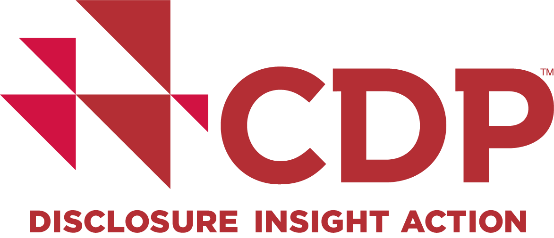 CDP™
DISCLOSURE INSIGHT ACTION